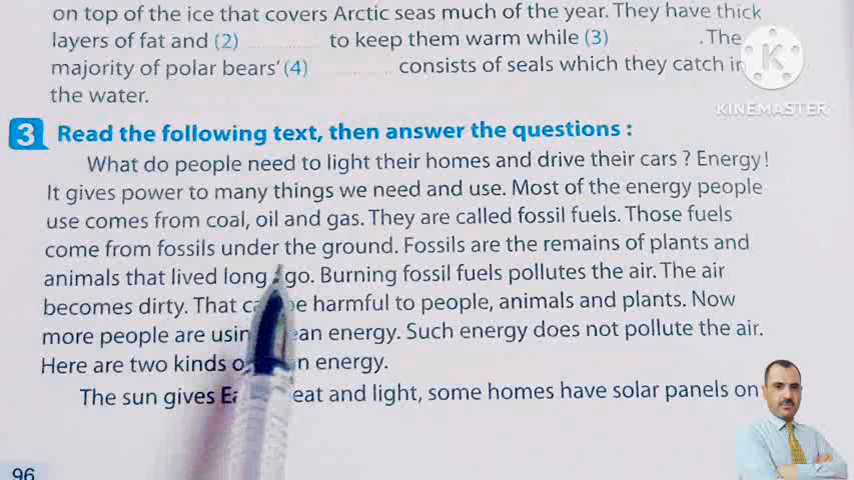 on top of the ice that covers Arctic seas much of the year. They have thick
layers of fat and (2) ............ to keep them warm while (3) . The
majority of polar bears' (4) ............ consists of seals which they catch in
the water.
KINEMASTER
3 Read the following text, then answer the questions :
What do people need to light their homes and drive their cars ? Energy !
It gives power to many things we need and use. Most of the energy people
use comes from coal, oil and gas. They are called fossil fuels. Those fuels
come from fossils under the ground. Fossils are the remains of plants and
animals that lived long ago. Burning fossil fuels pollutes the air. The air
becomes dirty. That can be harmful to people, animals and plants. Now
more people are using clean energy. Such energy does not pollute the air.
Here are two kinds of clean energy.
The sun gives Earth heat and light, some homes have solar panels on
96